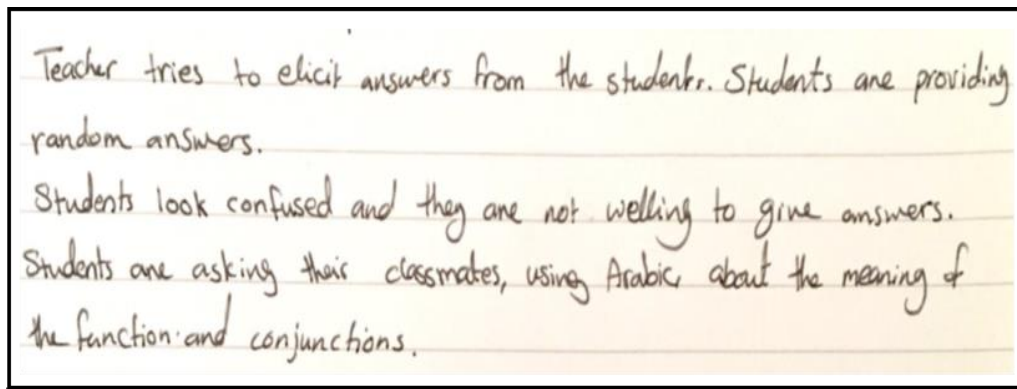 Teacher tries to elicit answers from the students. Students are providing
random answers.
Students look confused and they are not welling to give answers.
Students are asking their classmates, using Arabic, about the meaning of
the function and conjunctions.